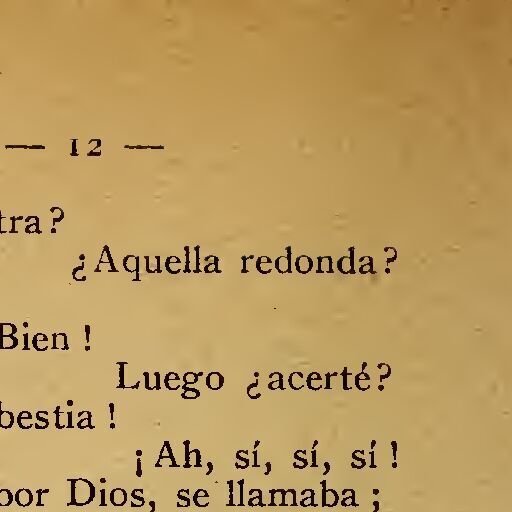 — 12 —
tra?
¿Aquella redonda?
Bien !
Luego ¿acerté?
bestia !
¡ Ah, sí, sí, sí !
por Dios, se llamaba ;